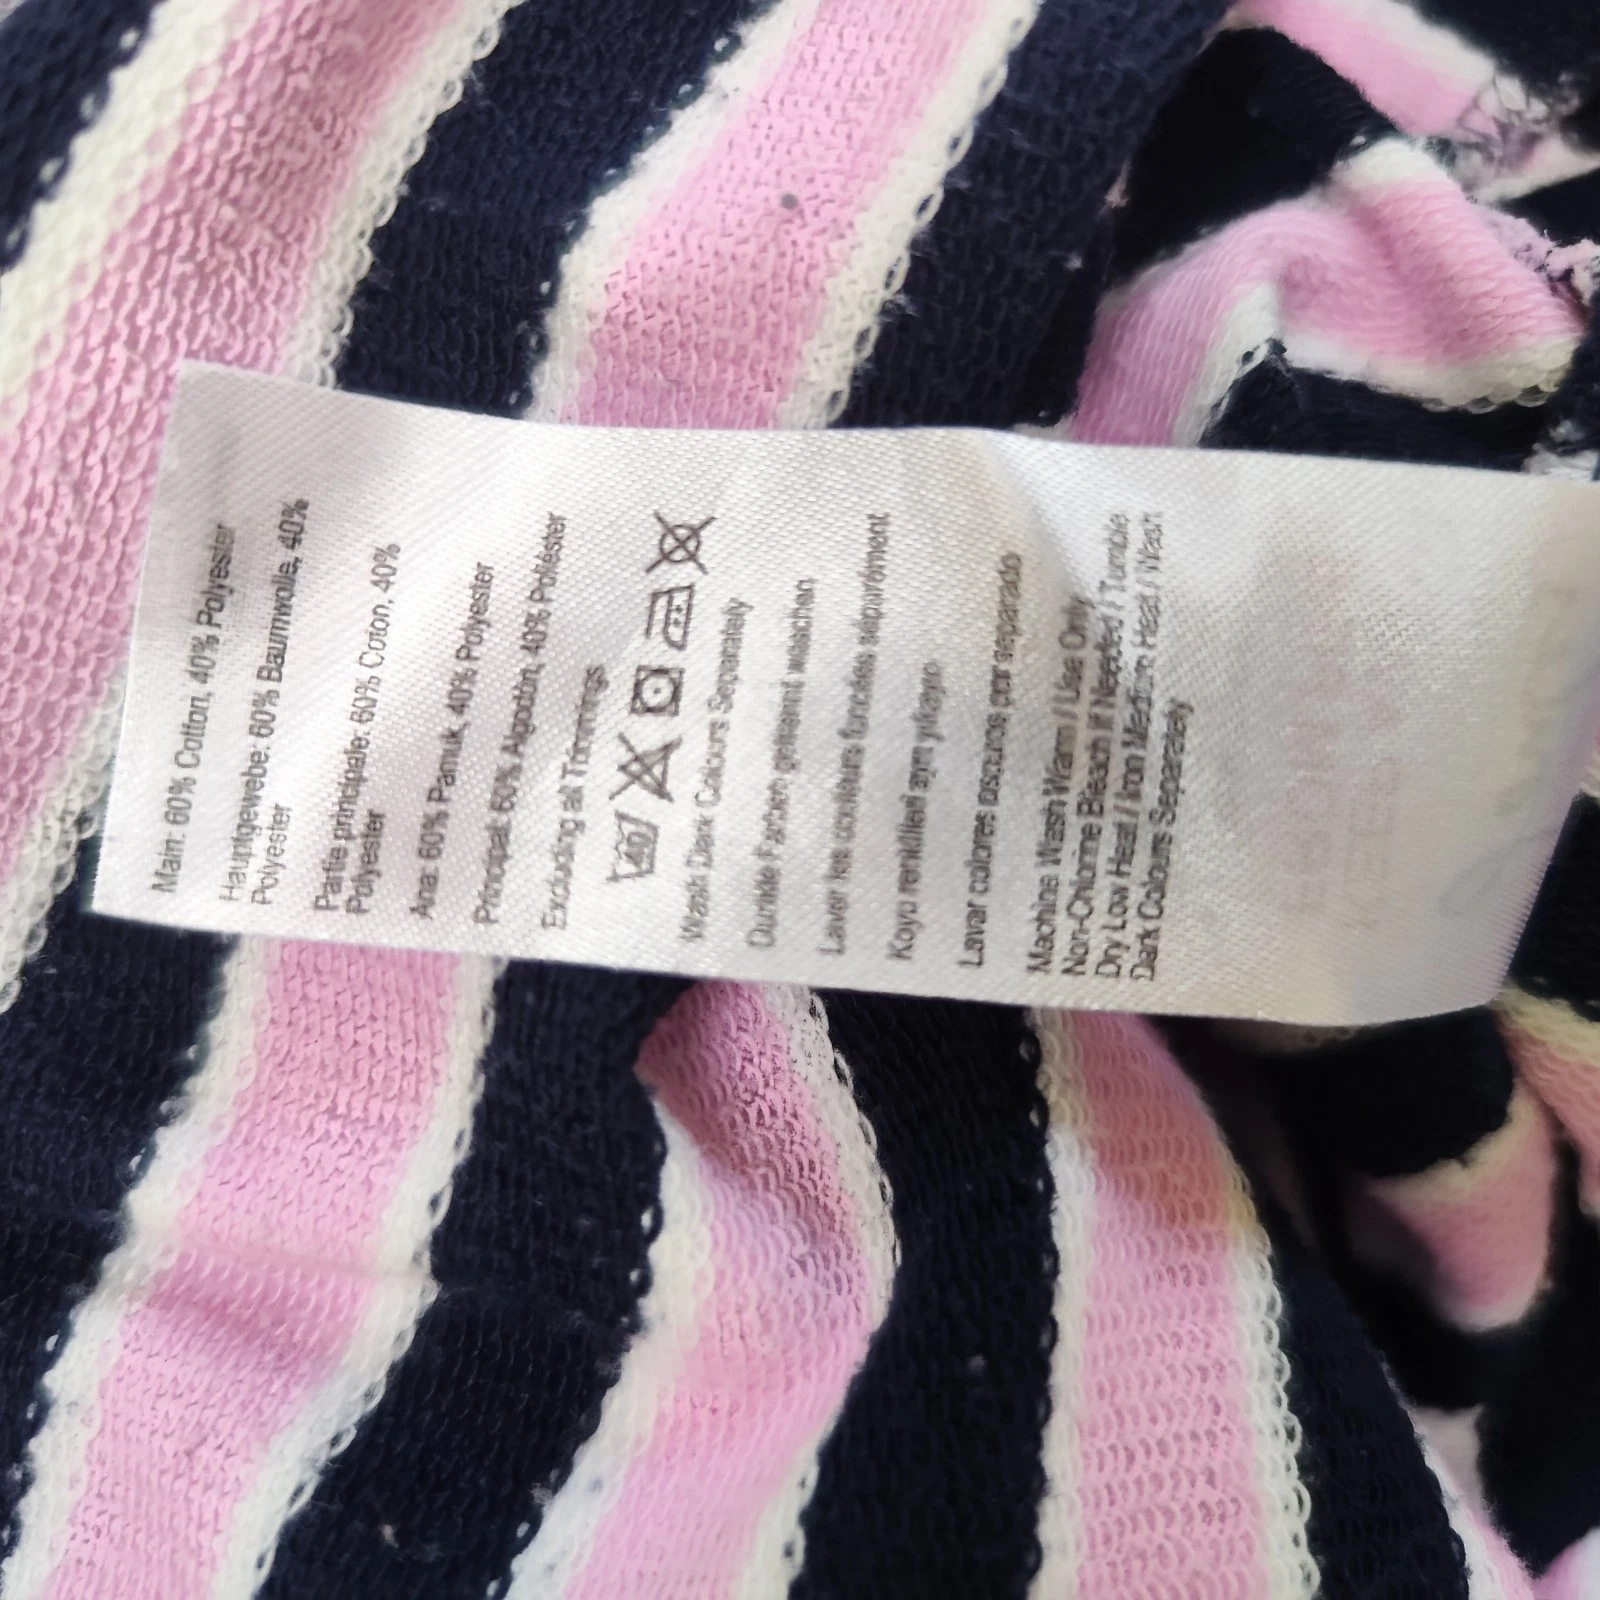 Main: 60% Cotton, 40% Polyester
Hauptgewebe: 60% Baumwolle, 40%
Polyester
Partie principale: 60% Coton, 40%
Polyester
Ana: 60% Pamuk, 40% Polyester
Principal: 60% Algodón, 40% Poliéster
Excluding all Trimmings
40
Wash Dark Colours Separately
Dunkle Farben getrennt waschen
Laver les couleurs foncées séparément
Koyu renklileri ayrı yıkayın
Lavar colores oscuros por separado
Machine Wash Warm / Use Only
Non-Chlorine Bleach If Needed / Tumble
Dry Low Heat / Iron Medium Heat / Wash
Dark Colours Separately